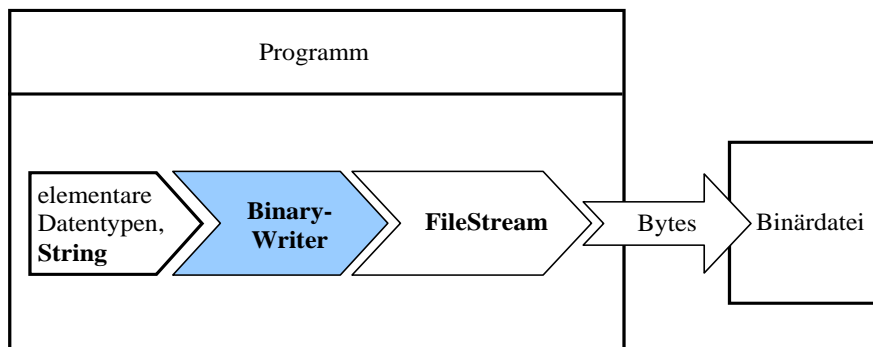 Programm
elementare
Datentypen,
String
Binary-
Writer
FileStream
Bytes
Binärdatei